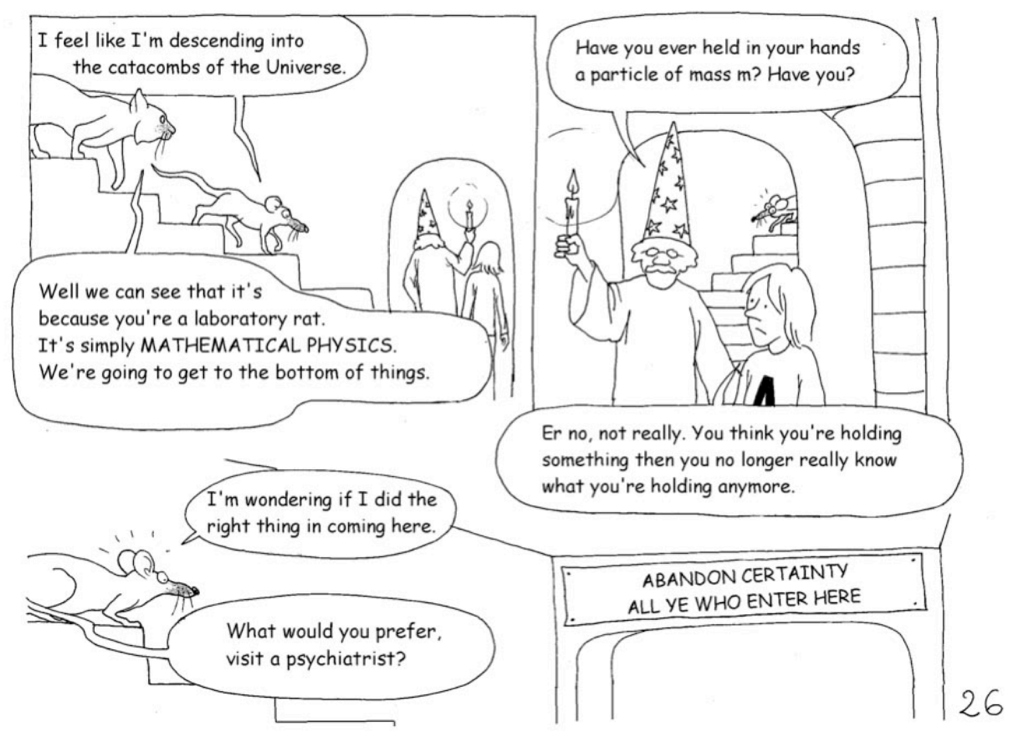 I feel like I'm descending into
the catacombs of the Universe.
Well we can see that it's
because you're a laboratory rat.
It's simply MATHEMATICAL PHYSICS.
We're going to get to the bottom of things.
Have you ever held in your hands
a particle of mass m? Have you?
A
Er no, not really. You think you're holding
something then you no longer really know
what you're holding anymore.
I'm wondering if I did the
right thing in coming here.
What would you prefer,
visit a psychiatrist?
ABANDON CERTAINTY
ALL YE WHO ENTER HERE
26